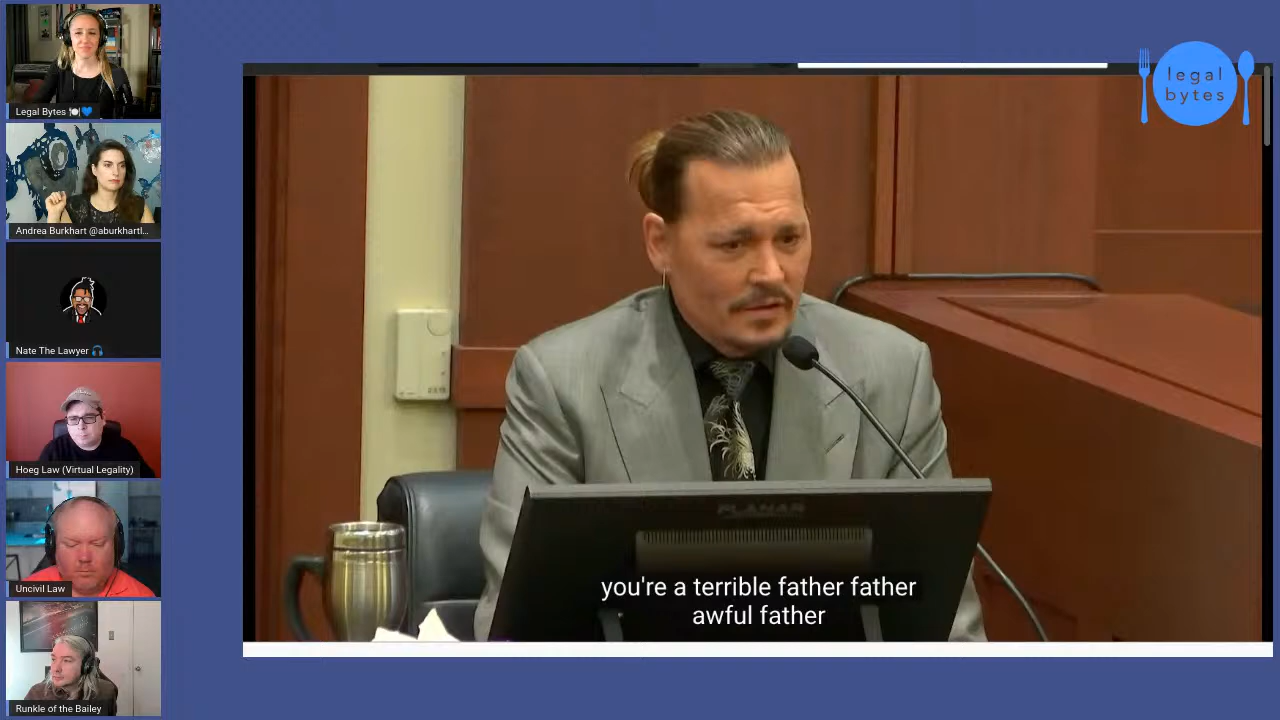 Legal Bytes 🍽️💙
Andrea Burkhart @aburkhartl...
Nate The Lawyer 🎧
Hoeg Law (Virtual Legality)
Uncivil Law
Runkle of the Bailey
legal
bytes
PLANAR
you're a terrible father father
awful father